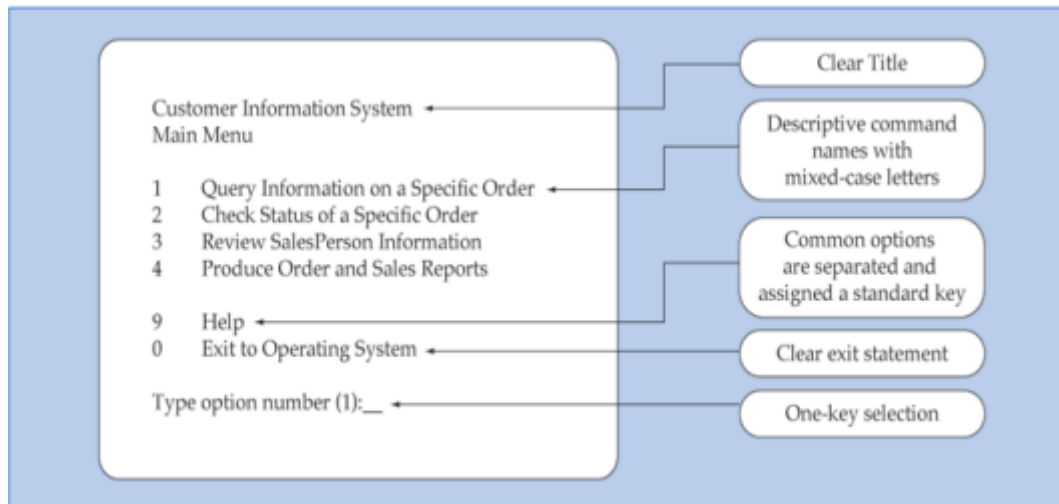 Customer Information System
Main Menu
1 Query Information on a Specific Order
2 Check Status of a Specific Order
3 Review SalesPerson Information
4 Produce Order and Sales Reports
9 Help
0 Exit to Operating System
Type option number (1):__
Clear Title
Descriptive command
names with
mixed-case letters
Common options
are separated and
assigned a standard key
Clear exit statement
One-key selection